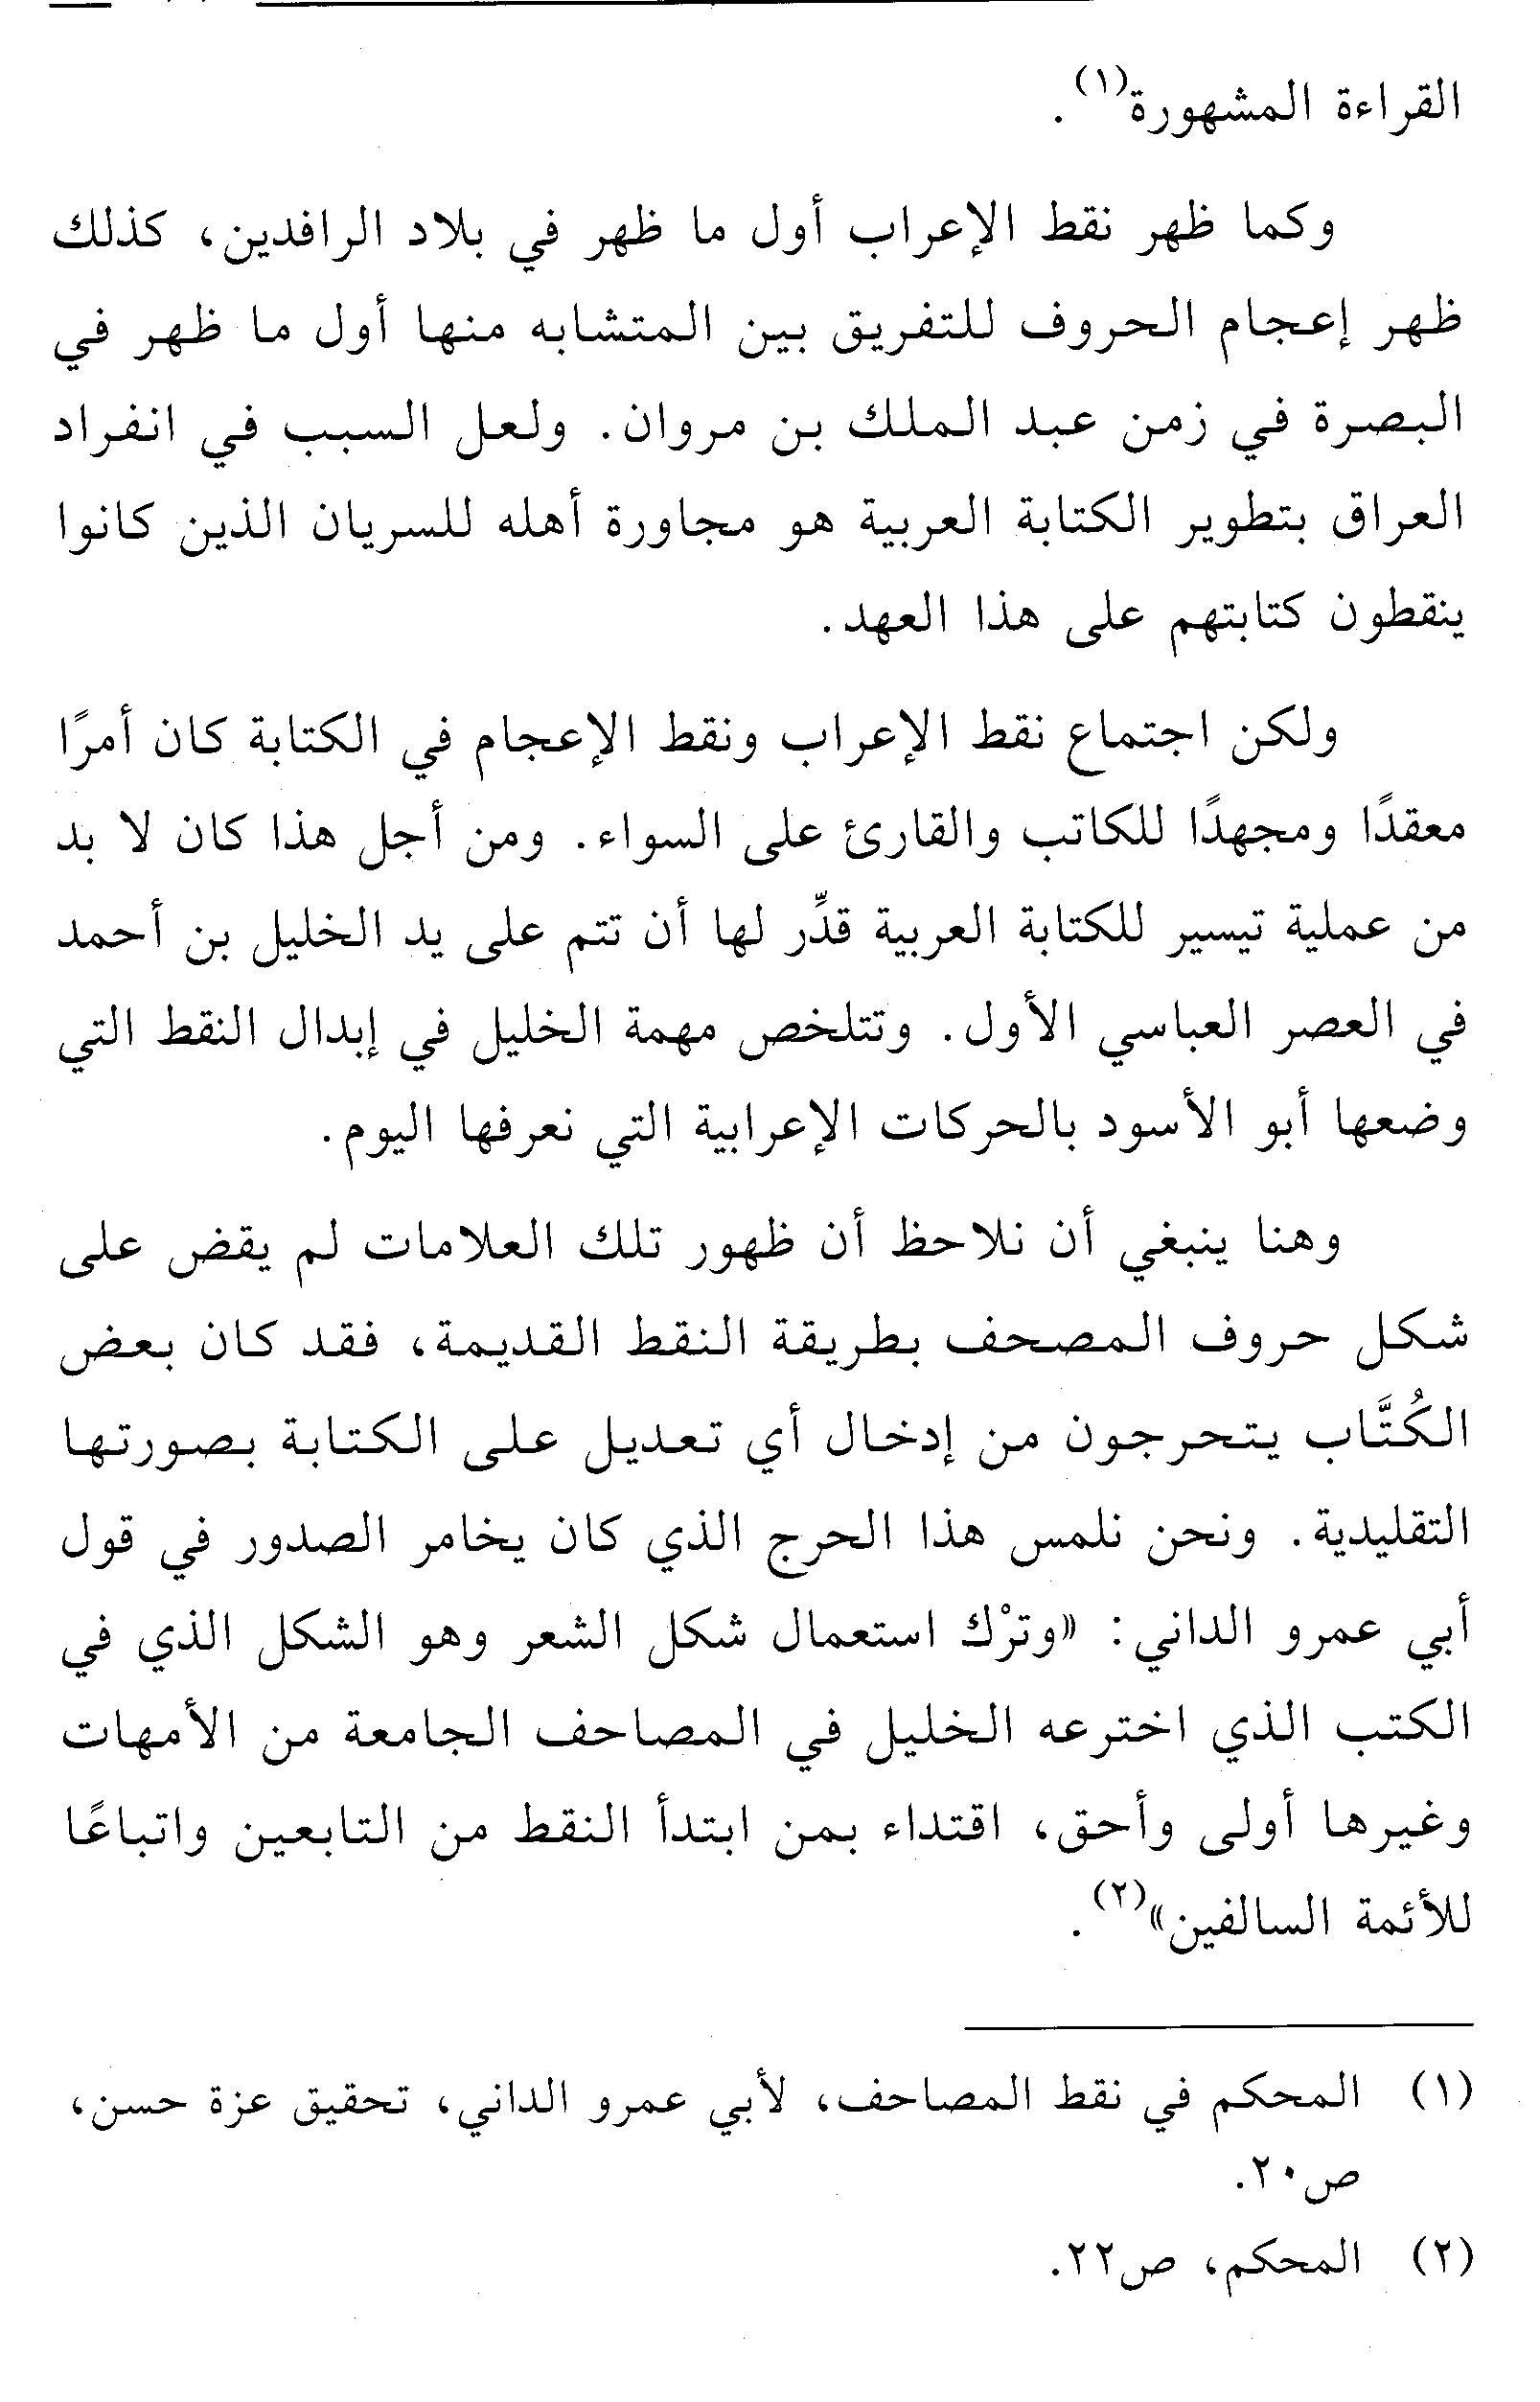 القراءة المشهورة(١).
وكما ظهر نقط الإعراب أول ما ظهر في بلاد الرافدين، كذلك
ظهر إعجام الحروف للتفريق بين المتشابه منها أول ما ظهر في
البصرة في زمن عبد الملك بن مروان. ولعل السبب في انفراد
العراق بتطوير الكتابة العربية هو مجاورة أهله للسريان الذين كانوا
ينقطون كتابتهم على هذا العهد.
ولكن اجتماع نقط الإعراب ونقط الإعجام في الكتابة كان أمرًا
معقدًا ومجهدًا للكاتب والقارئ على السواء. ومن أجل هذا كان لا بد
من عملية تيسير للكتابة العربية قدِّر لها أن تتم على يد الخليل بن أحمد
في العصر العباسي الأول. وتتلخص مهمة الخليل في إبدال النقط التي
وضعها أبو الأسود بالحركات الإعرابية التي نعرفها اليوم.
وهنا ينبغي أن نلاحظ أن ظهور تلك العلامات لم يقض على
شكل حروف المصحف بطريقة النقط القديمة، فقد كان بعض
الكُتَّاب يتحرجون من إدخال أي تعديل على الكتابة بصورتها
التقليدية. ونحن نلمس هذا الحرج الذي كان يخامر الصدور في قول
أبي عمرو الداني: «وترْك استعمال شكل الشعر وهو الشكل الذي في
الكتب الذي اخترعه الخليل في المصاحف الجامعة من الأمهات
وغيرها أولى وأحق، اقتداء بمن ابتدأ النقط من التابعين واتباعًا
للأئمة السالفين»(٢).
(١) المحكم في نقط المصاحف، لأبي عمرو الداني، تحقيق عزة حسن،
ص٢٠.
(٢) المحكم، ص٢٢.